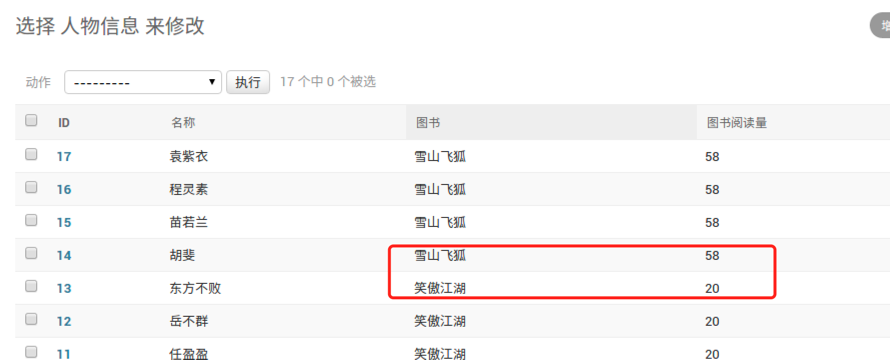 选择 人物信息 来修改
增
动作 --------- 执行 17 个中 0 个被选
ID 名称 图书 图书阅读量
17 袁紫衣 雪山飞狐 58
16 程灵素 雪山飞狐 58
15 苗若兰 雪山飞狐 58
14 胡斐 雪山飞狐 58
13 东方不败 笑傲江湖 20
12 岳不群 笑傲江湖 20
11 任盈盈 笑傲江湖 20